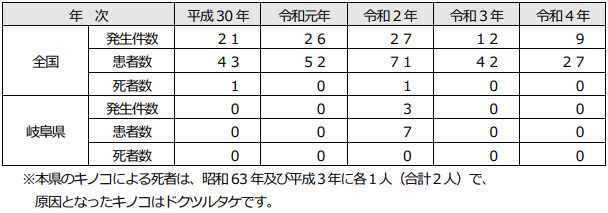 年　次 平成30年 令和元年 令和２年 令和３年 令和４年
全国 発生件数 ２１ ２６ ２７ １２ ９
患者数 ４３ ５２ ７１ ４２ ２７
死者数 １ ０ １ ０ ０
岐阜県 発生件数 ０ ０ ３ ０ ０
患者数 ０ ０ ７ ０ ０
死者数 ０ ０ ０ ０ ０
※本県のキノコによる死者は、昭和63年及び平成３年に各１人（合計２人）で、
原因となったキノコはドクツルタケです。